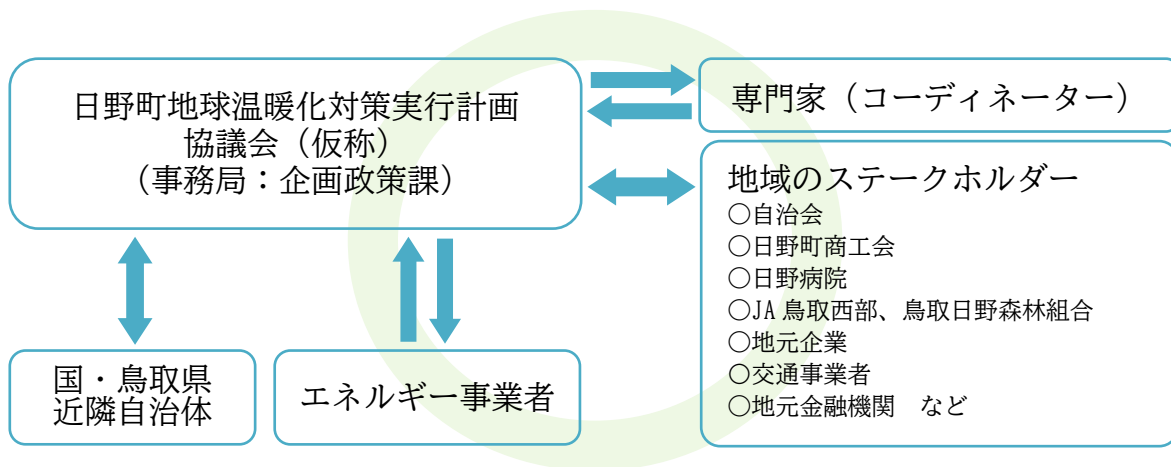 日野町地球温暖化対策実行計画
協議会（仮称）
（事務局：企画政策課）
専門家（コーディネーター）
地域のステークホルダー
○自治会
○日野町商工会
○日野病院
○JA 鳥取西部、鳥取日野森林組合
○地元企業
○交通事業者
○地元金融機関　など
国・鳥取県
近隣自治体
エネルギー事業者